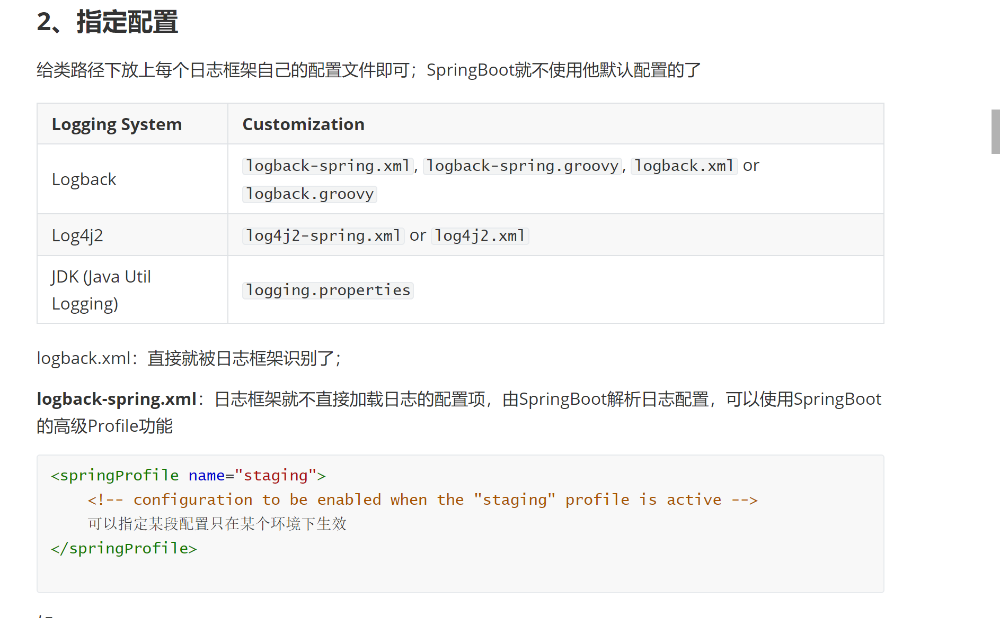 2、指定配置
给类路径下放上每个日志框架自己的配置文件即可；SpringBoot就不使用他默认配置的了
Logging System
Customization
Logback
logback-spring.xml, logback-spring.groovy, logback.xml or
logback.groovy
Log4j2
log4j2-spring.xml or log4j2.xml
JDK (Java Util
Logging)
logging.properties
logback.xml：直接就被日志框架识别了；
logback-spring.xml：日志框架就不直接加载日志的配置项，由SpringBoot解析日志配置，可以使用SpringBoot
的高级Profile功能
<springProfile name="staging">
<!-- configuration to be enabled when the "staging" profile is active -->
可以指定某段配置只在某个环境下生效
</springProfile>